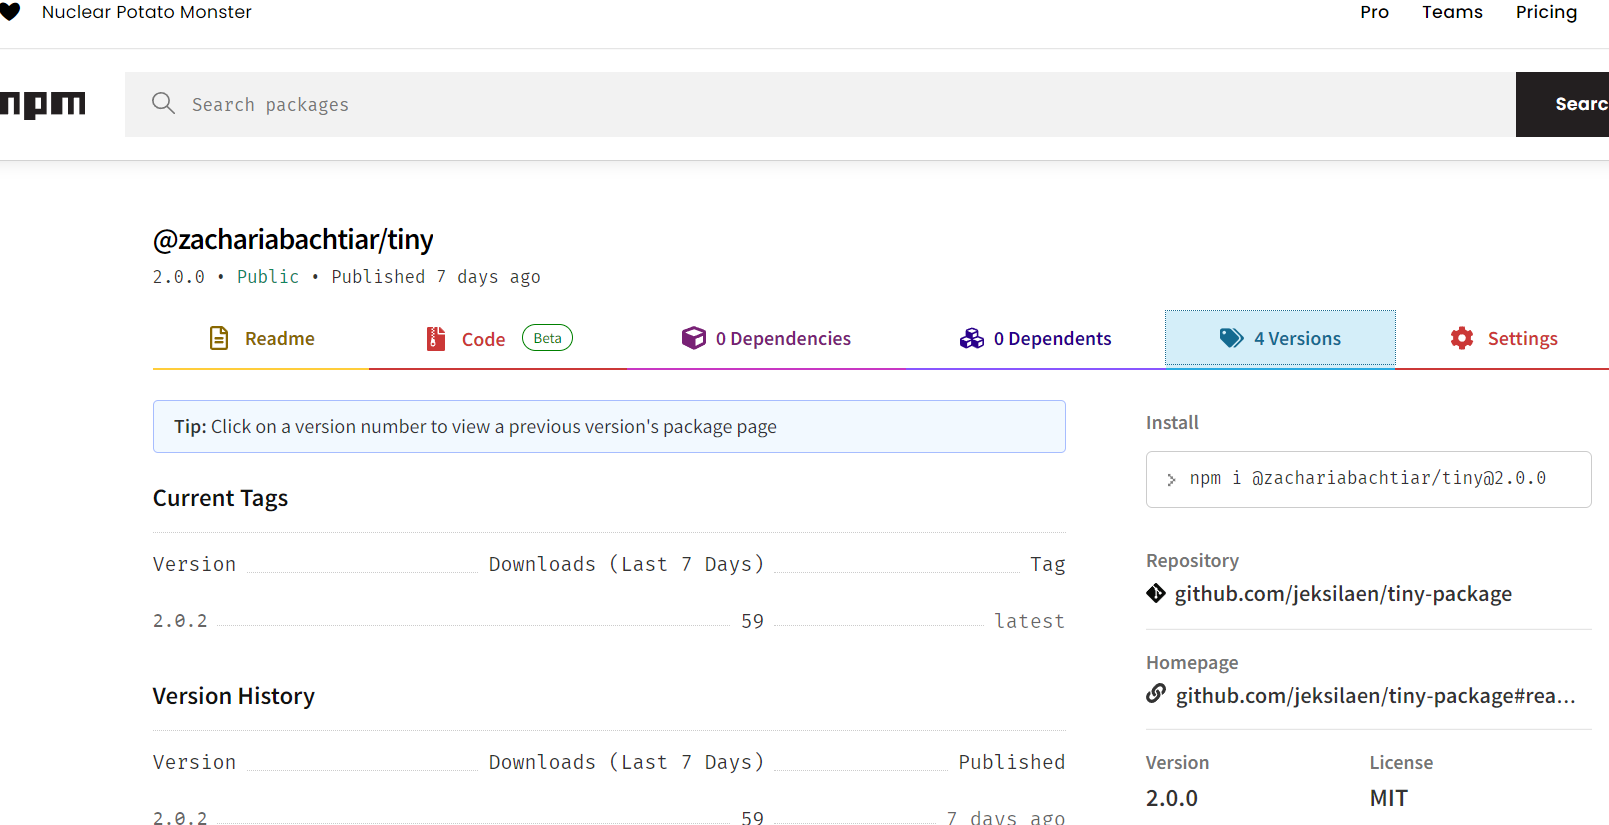 Nuclear Potato Monster Pro Teams Pricing
npm Search packages Searc
@zachariabachtiar/tiny
2.0.0 • Public • Published 7 days ago
Readme Code Beta 0 Dependencies 0 Dependents 4 Versions Settings
Tip: Click on a version number to view a previous version's package page
Current Tags
Version Downloads (Last 7 Days) Tag
2.0.2 59 latest
Version History
Version Downloads (Last 7 Days) Published
2.0.2 59 7 days ago
Install
npm i @zachariabachtiar/tiny@2.0.0
Repository
github.com/jeksilaen/tiny-package
Homepage
github.com/jeksilaen/tiny-package#rea...
Version License
2.0.0 MIT